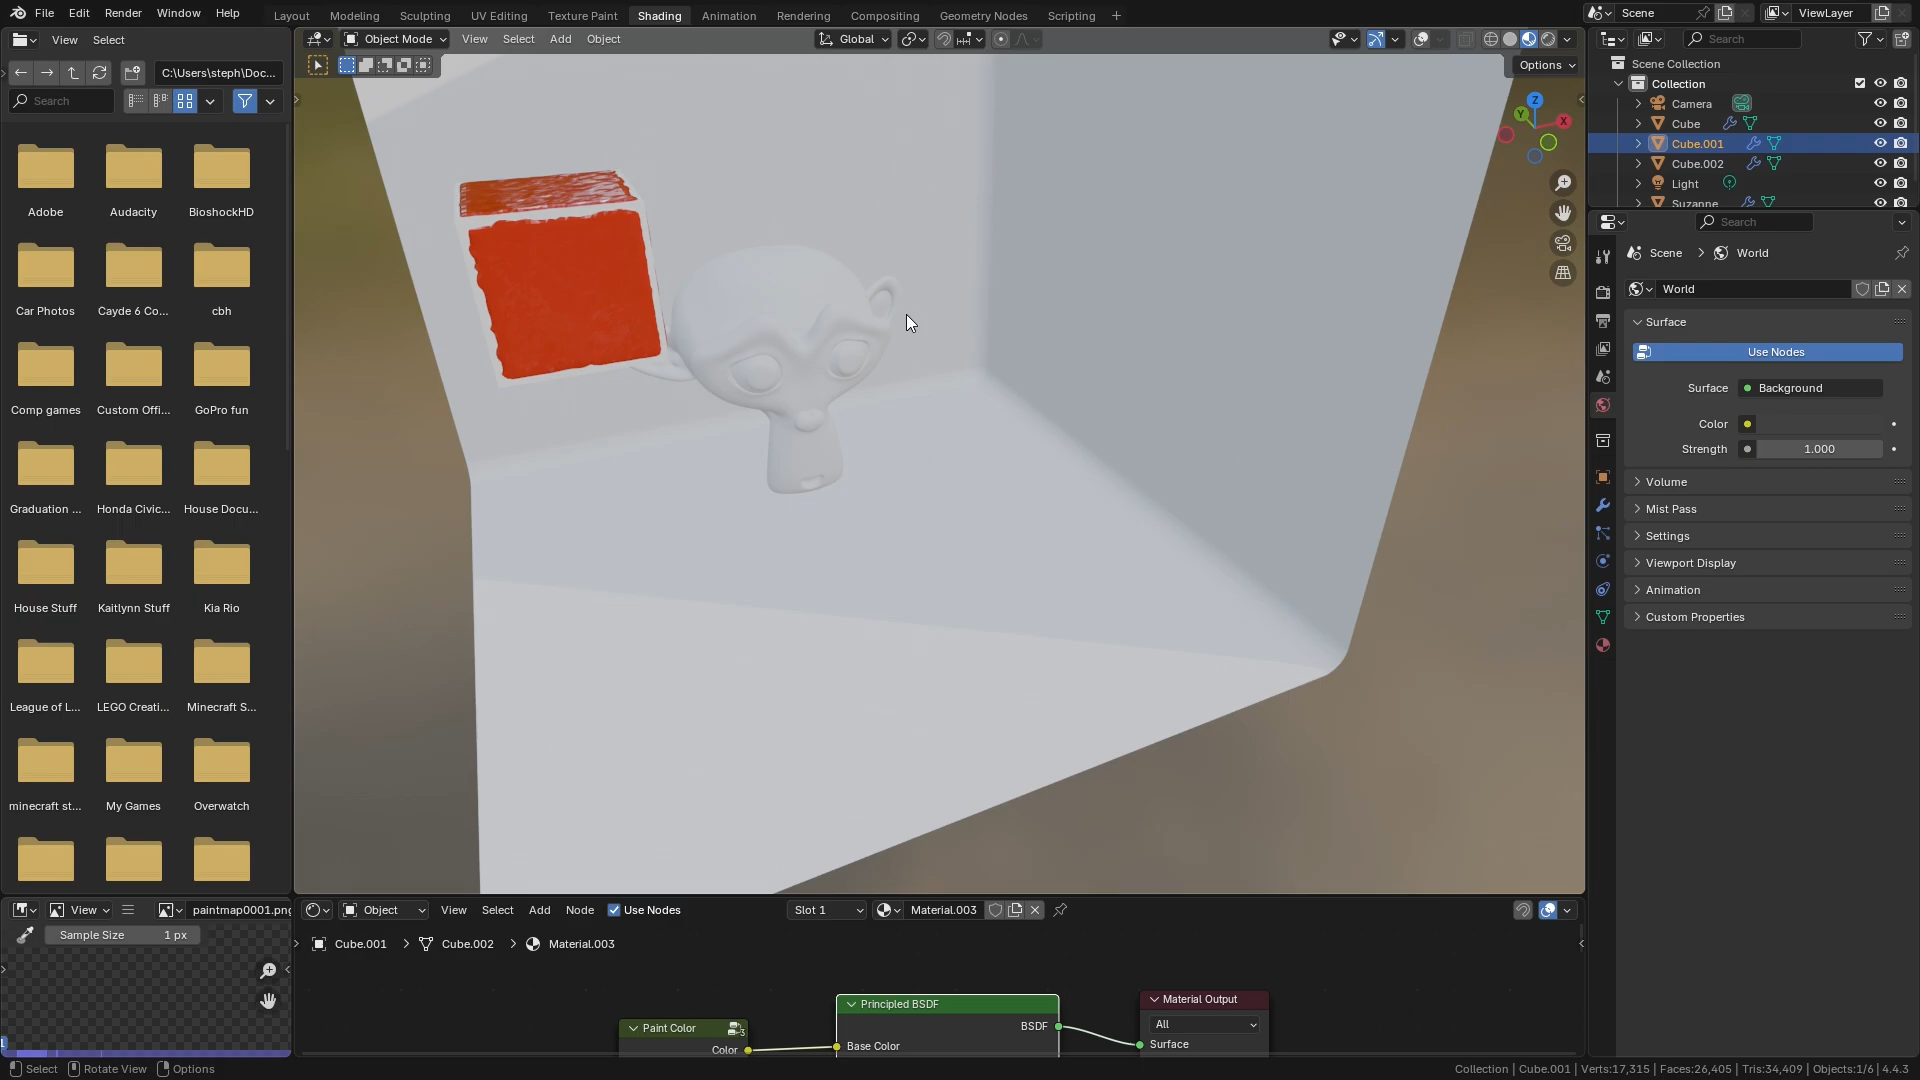 File Edit Render Window Help
Layout Modeling Sculpting UV Editing Texture Paint Shading Animation Rendering Compositing Geometry Nodes Scripting +
Scene
ViewLayer
View Select
Object Mode View Select Add Object
Global
Search
C:\Users\steph\Doc...
Search
Options
Z
Y
X
Scene Collection
Collection
Camera
Cube
Cube.001
Cube.002
Light
Suzanne
Search
Scene > World
World
Surface
Use Nodes
Surface Background
Color
Strength 1.000
Volume
Mist Pass
Settings
Viewport Display
Animation
Custom Properties
Adobe Audacity BioshockHD
Car Photos Cayde 6 Co... cbh
Comp games Custom Offi... GoPro fun
Graduation ... Honda Civic... House Docu...
House Stuff Kaitlynn Stuff Kia Rio
League of L... LEGO Creati... Minecraft S...
minecraft st... My Games Overwatch
View
paintmap0001.png
Sample Size 1 px
Object View Select Add Node Use Nodes
Slot 1
Material.003
Cube.001 > Cube.002 > Material.003
Paint Color
Color
Principled BSDF
BSDF
Base Color
Material Output
All
Surface
Select Rotate View Options
Collection | Cube.001 | Verts:17,315 | Faces:26,405 | Tris:34,409 | Objects:1/6 | 4.4.3